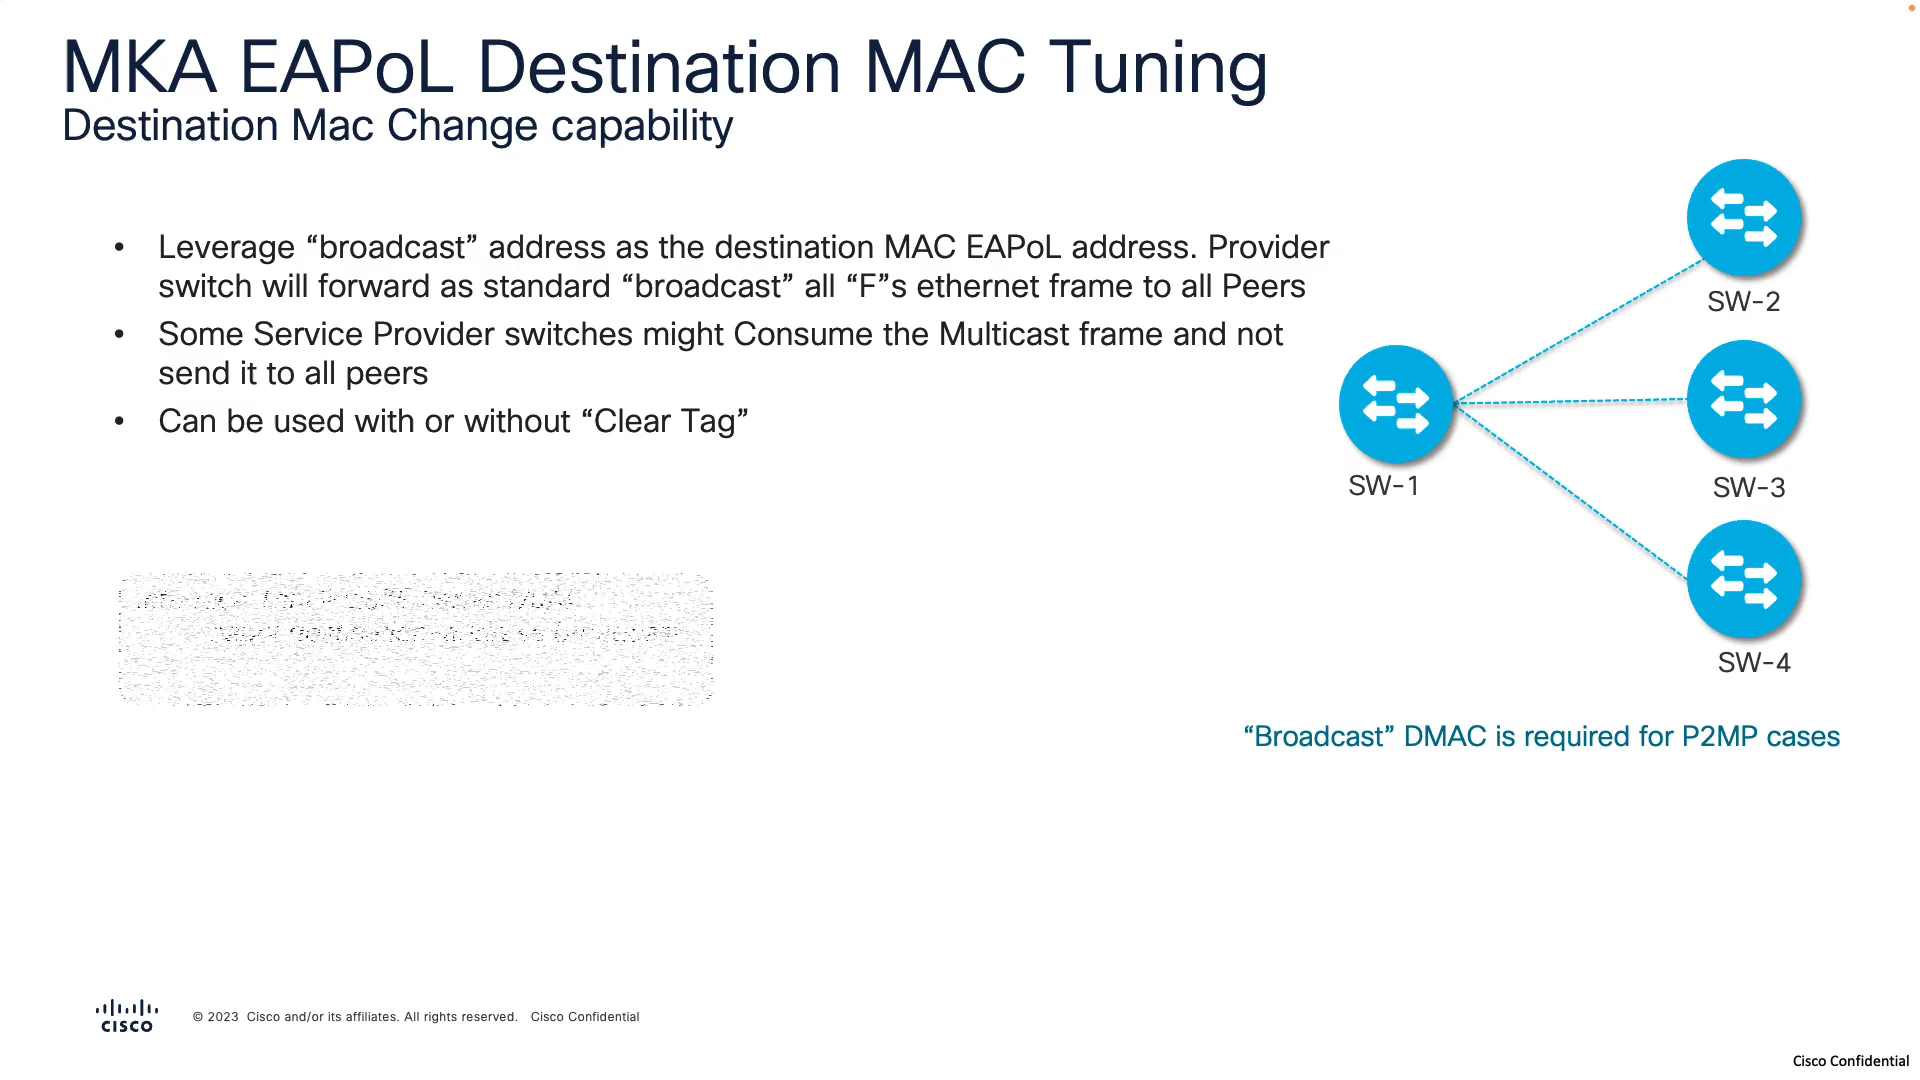 MKA EAPoL Destination MAC Tuning
Destination Mac Change capability
• Leverage “broadcast” address as the destination MAC EAPoL address. Provider
switch will forward as standard “broadcast” all “F”s ethernet frame to all Peers
• Some Service Provider switches might Consume the Multicast frame and not
send it to all peers
• Can be used with or without “Clear Tag”
SW-2
SW-1
SW-3
SW-4
“Broadcast” DMAC is required for P2MP cases
CISCO
© 2023 Cisco and/or its affiliates. All rights reserved. Cisco Confidential
Cisco Confidential